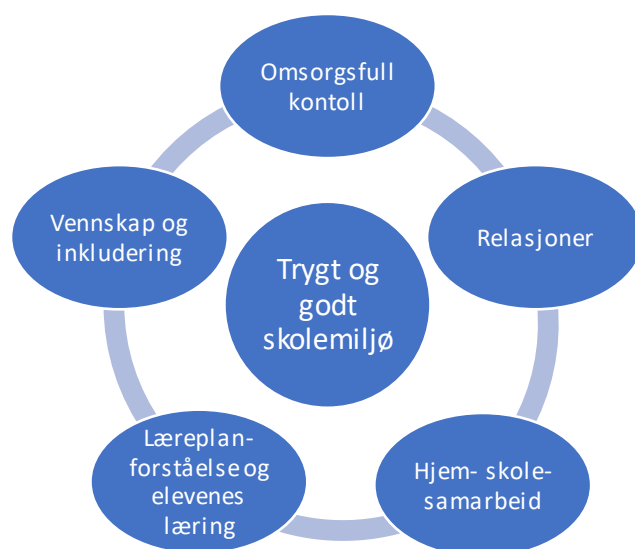 Omsorgsfull
kontoll
Relasjoner
Hjem- skole-
samarbeid
Læreplan-
forståelse og
elevenes
læring
Vennskap og
inkludering
Trygt og
godt
skolemiljø